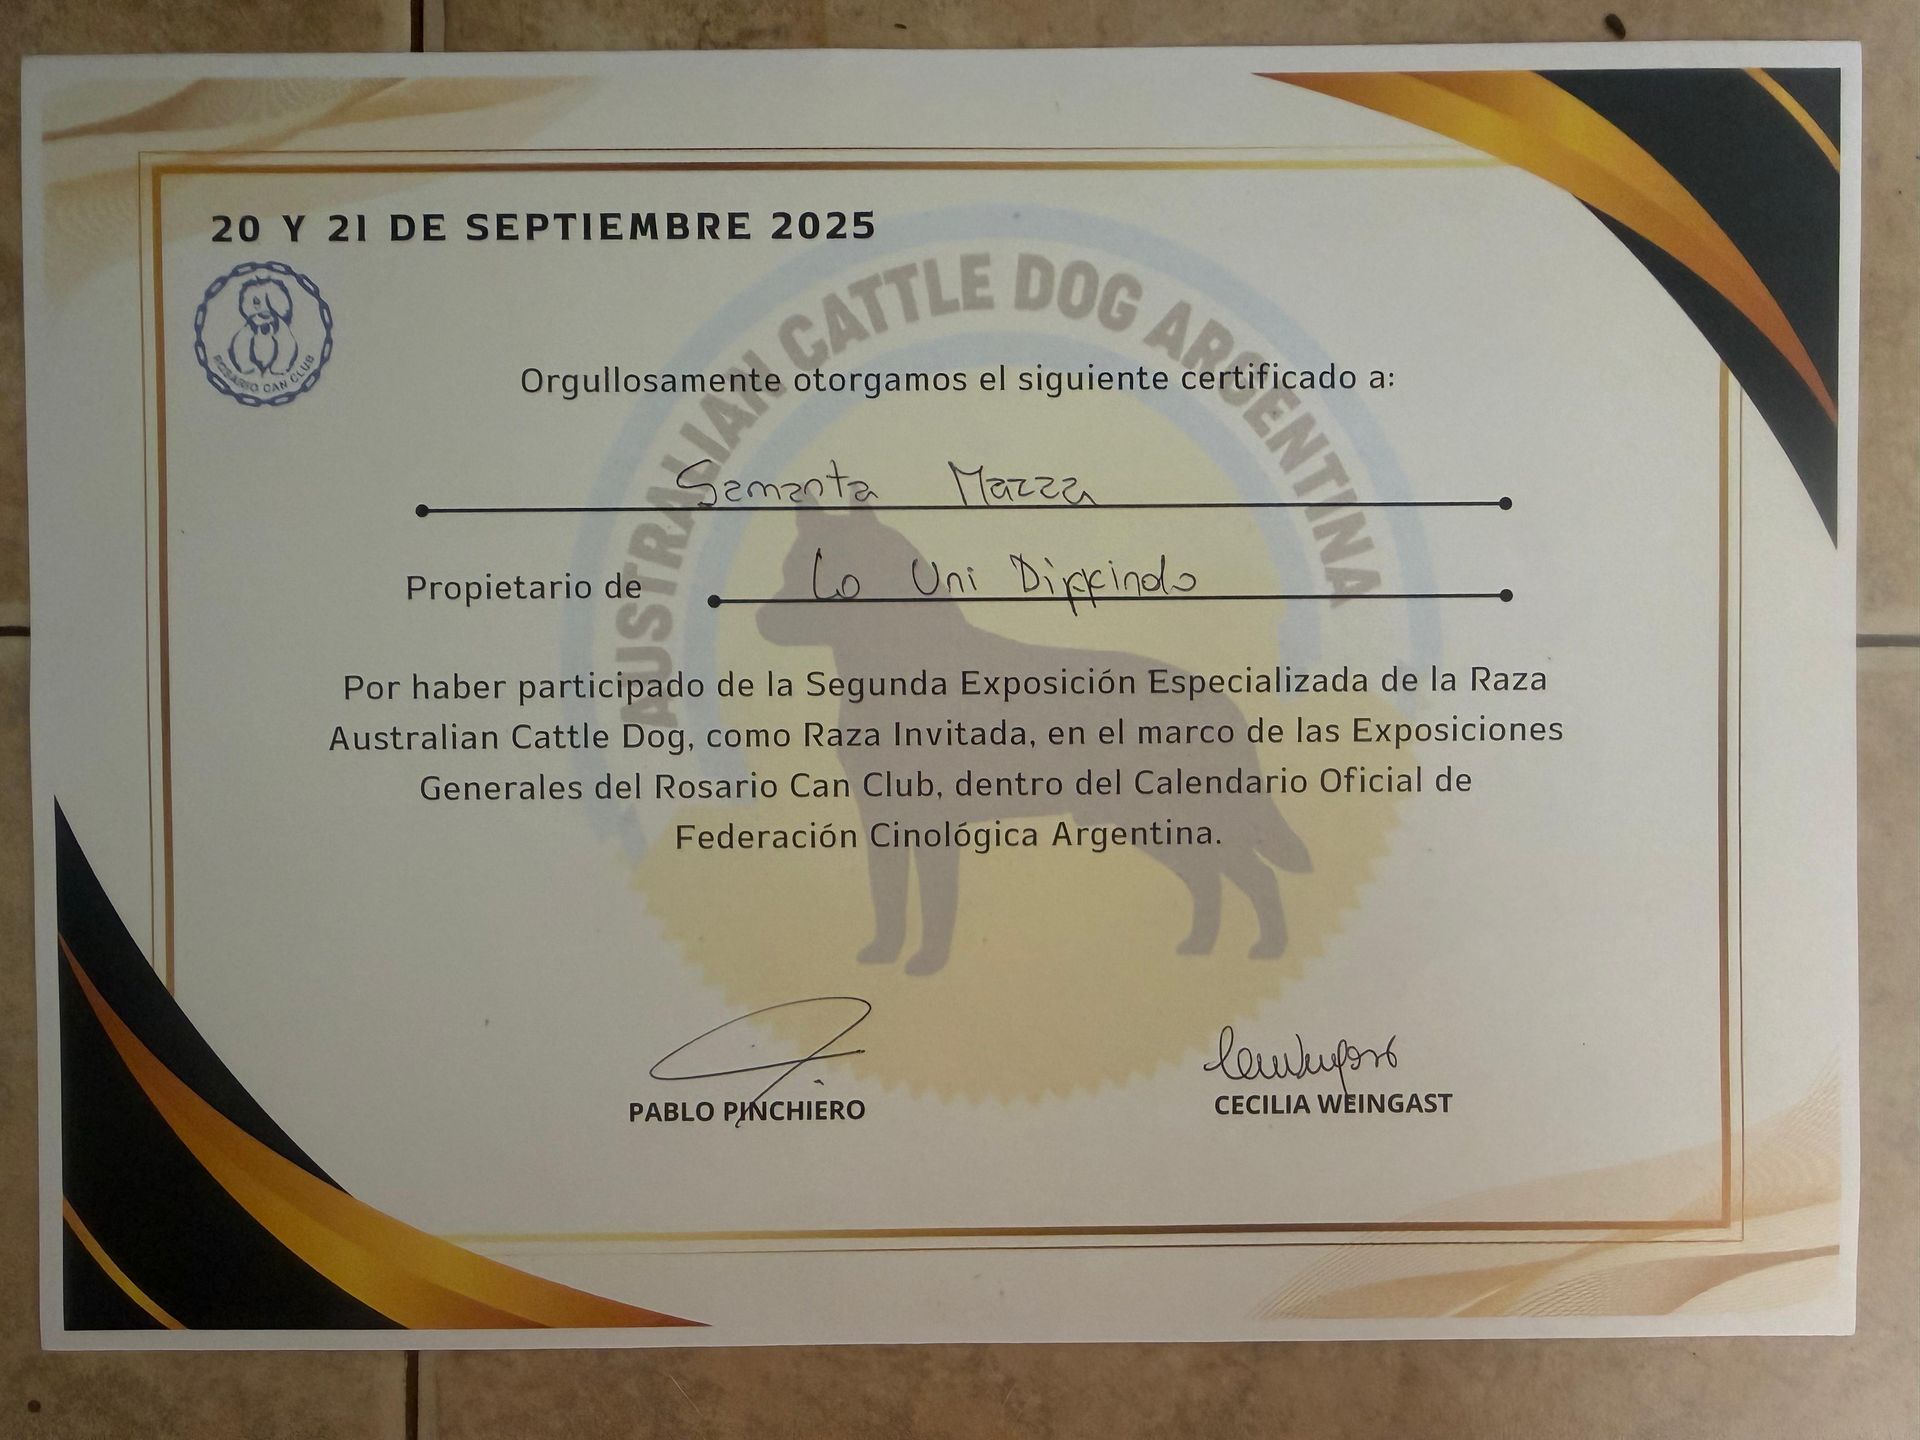 20 Y 21 DE SEPTIEMBRE 2025
ROSARIO CAN CLUB
AUSTRALIAN CATTLE DOG ARGENTINA
Orgullosamente otorgamos el siguiente certificado a:
Samanta Mazza
Propietario de Lo Uni Dippindo
Por haber participado de la Segunda Exposición Especializada de la Raza
Australian Cattle Dog, como Raza Invitada, en el marco de las Exposiciones
Generales del Rosario Can Club, dentro del Calendario Oficial de
Federación Cinológica Argentina.
PABLO PINCHIERO
CECILIA WEINGAST